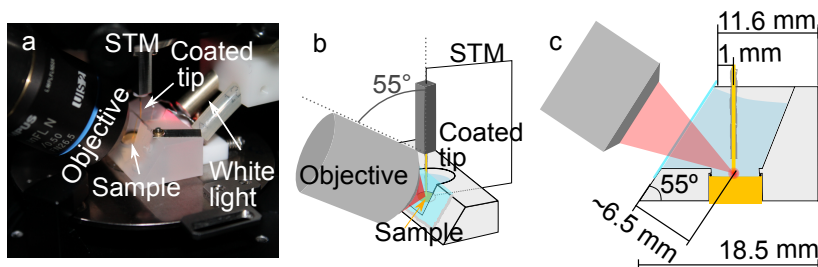 a
STM
Coated
tip
Objective
Sample
White
light
b
55°
STM
Coated
tip
Objective
Sample
c
11.6 mm
1 mm
55°
~6.5 mm
18.5 mm